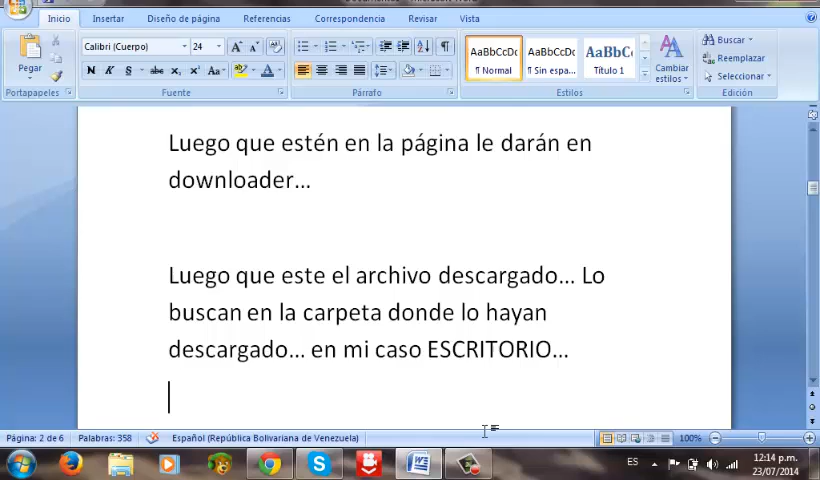 Inicio Insertar Diseño de página Referencias Correspondencia Revisar Vista
Calibri (Cuerpo) 24 AaBbCcDc AaBbCcDc AaBbC Buscar
Pegar N K S abc x₂ x² Aa ¶ Normal ¶ Sin espa... Título 1 Cambiar estilos Reemplazar
Seleccionar
Portapapeles Fuente Párrafo Estilos Edición
Luego que estén en la página le darán en
downloader...
Luego que este el archivo descargado... Lo
buscan en la carpeta donde lo hayan
descargado... en mi caso ESCRITORIO...
Página: 2 de 6 Palabras: 358 Español (República Bolivariana de Venezuela) 100%
ES 12:14 p.m.
23/07/2014